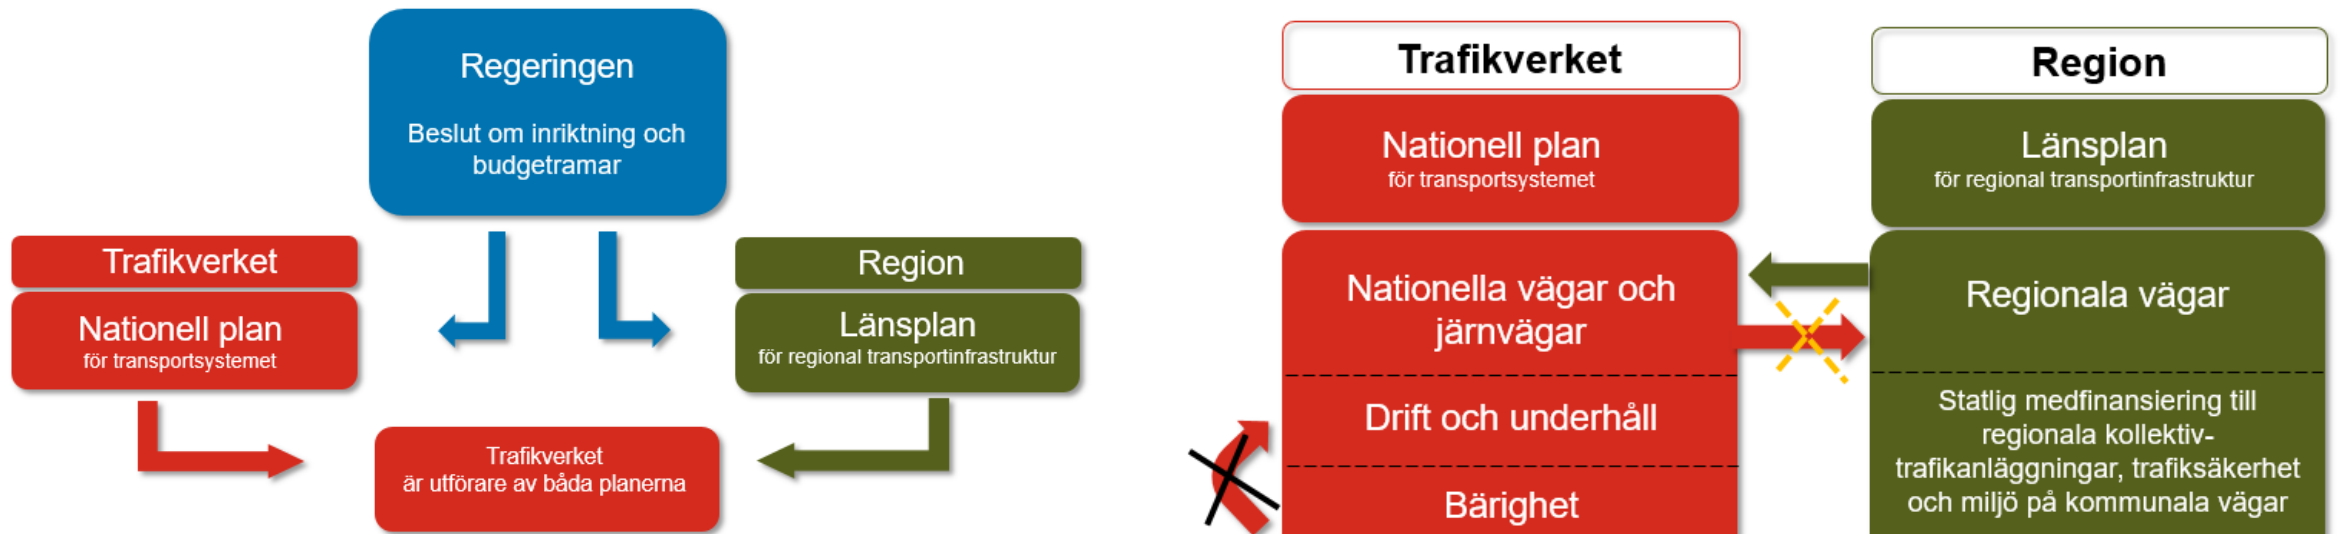 Regeringen
Beslut om inriktning och
budgetramar
Trafikverket
Nationell plan
för transportsystemet
Region
Länsplan
för regional transportinfrastruktur
Trafikverket
är utförare av båda planerna
Trafikverket
Nationell plan
för transportsystemet
Nationella vägar och
järnvägar
Drift och underhåll
Bärighet
Region
Länsplan
för regional transportinfrastruktur
Regionala vägar
Statlig medfinansiering till
regionala kollektiv-
trafikanläggningar, trafiksäkerhet
och miljö på kommunala vägar